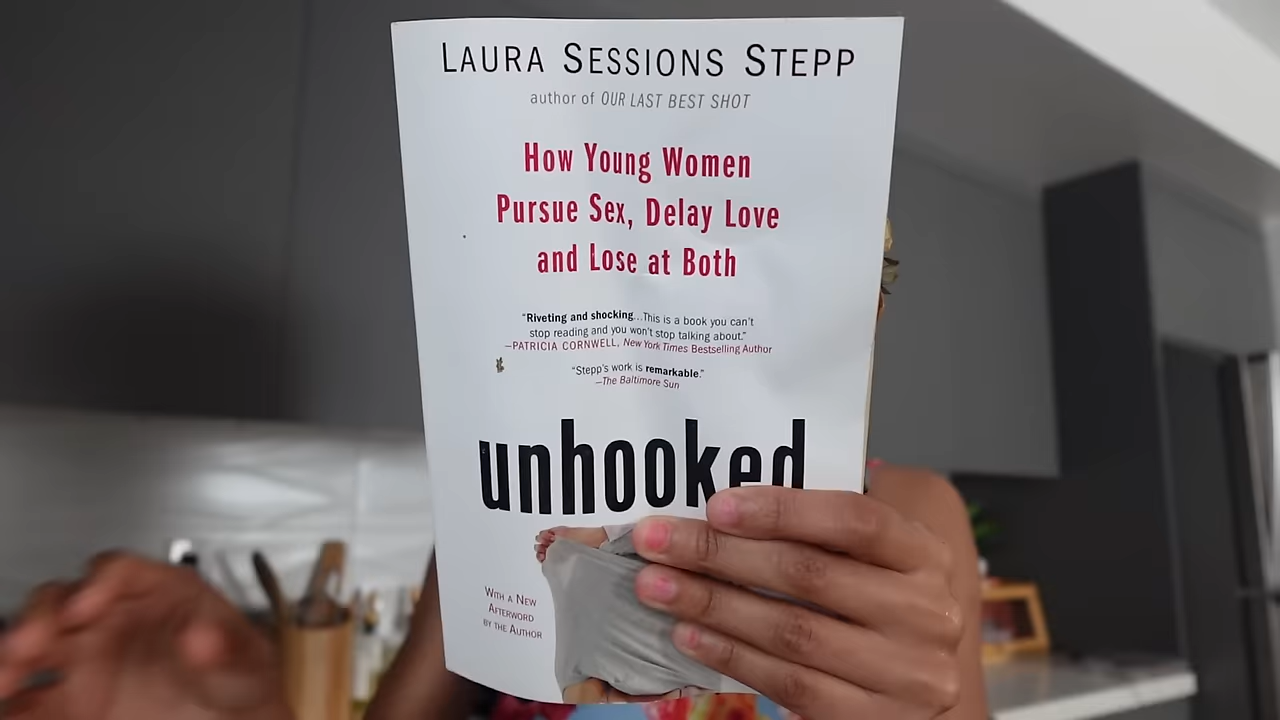 LAURA SESSIONS STEPP
author of OUR LAST BEST SHOT
How Young Women
Pursue Sex, Delay Love
and Lose at Both
“Riveting and shocking...This is a book you can’t
stop reading and you won’t stop talking about.”
—PATRICIA CORNWELL, New York Times Bestselling Author
“Stepp’s work is remarkable.”
—The Baltimore Sun
unhooked
WITH A NEW
AFTERWORD
BY THE AUTHOR